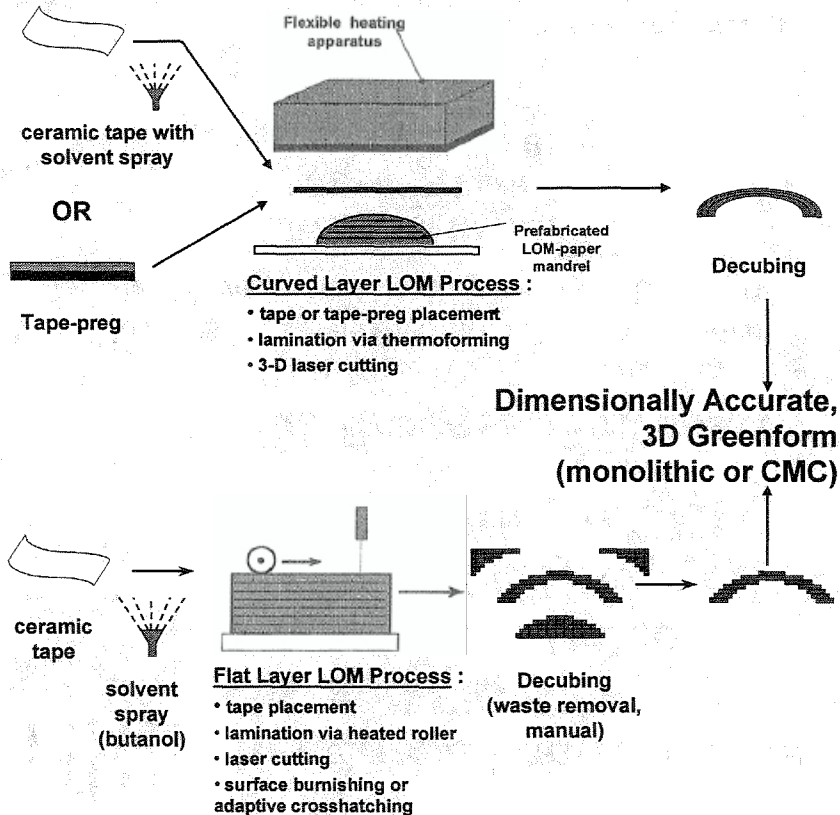 Flexible heating
apparatus
ceramic tape with
solvent spray
OR
Tape-preg
Prefabricated
LOM-paper
mandrel
Curved Layer LOM Process :
• tape or tape-preg placement
• lamination via thermoforming
• 3-D laser cutting
Decubing
Dimensionally Accurate,
3D Greenform
(monolithic or CMC)
ceramic
tape
solvent
spray
(butanol)
Flat Layer LOM Process :
• tape placement
• lamination via heated roller
• laser cutting
• surface burnishing or
adaptive crosshatching
Decubing
(waste removal,
manual)